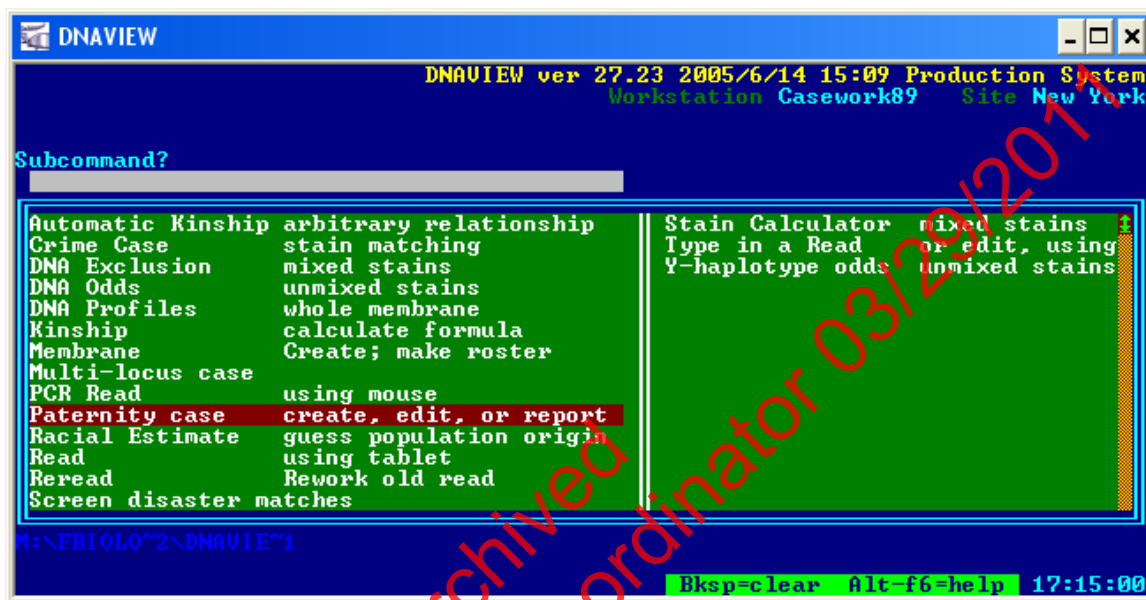 DNAVIEW
DNAVIEW ver 27.23 2005/6/14 15:09 Production System
Workstation Casework89 Site New York
Subcommand?
Automatic Kinship arbitrary relationship
Crime Case stain matching
DNA Exclusion mixed stains
DNA Odds unmixed stains
DNA Profiles whole membrane
Kinship calculate formula
Membrane Create; make roster
Multi-locus case
PCR Read using mouse
Paternity case create, edit, or report
Racial Estimate guess population origin
Read using tablet
Reread Rework old read
Screen disaster matches
Stain Calculator mixed stains
Type in a Read or edit, using
Y-haplotype odds unmixed stains
M:\FBIOLO~2\DNAVIE~1
Bksp=clear Alt-f6=help 17:15:00
chived
ordinator 03/29/2011